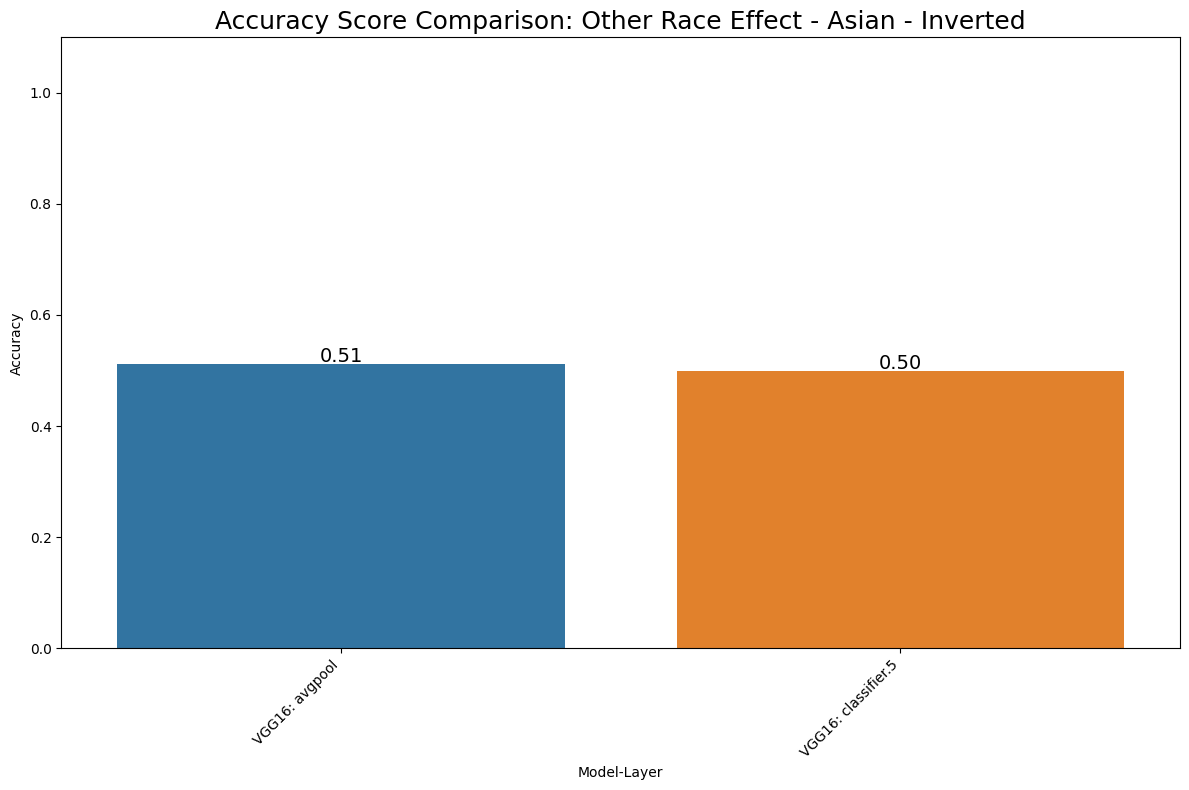 Accuracy Score Comparison: Other Race Effect - Asian - Inverted
1.0
0.8
0.6
0.4
0.2
0.0
Accuracy
0.51
0.50
VGG16: avgpool
VGG16: classifier.5
Model-Layer